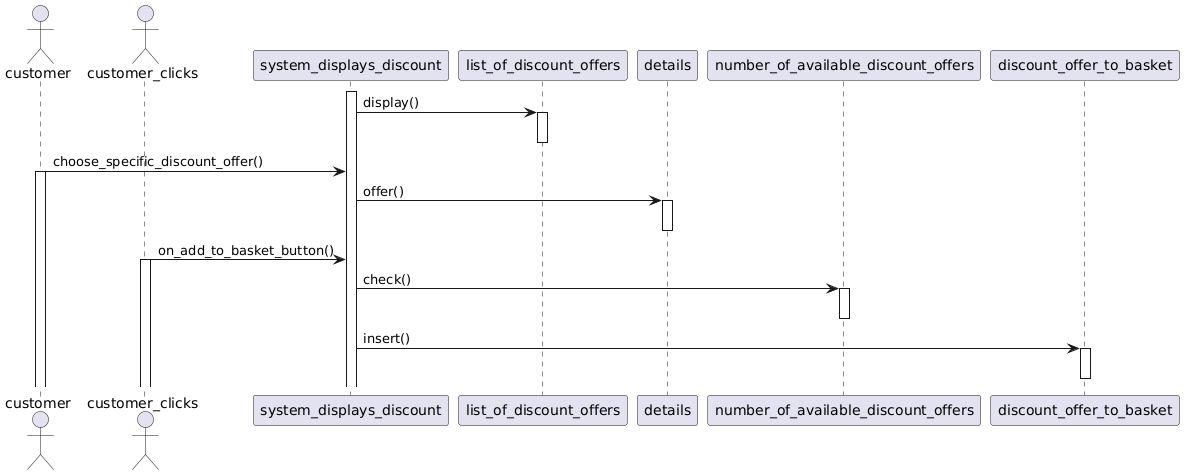 customer
customer_clicks
system_displays_discount
list_of_discount_offers
details
number_of_available_discount_offers
discount_offer_to_basket
display()
choose_specific_discount_offer()
offer()
on_add_to_basket_button()
check()
insert()
customer
customer_clicks
system_displays_discount
list_of_discount_offers
details
number_of_available_discount_offers
discount_offer_to_basket